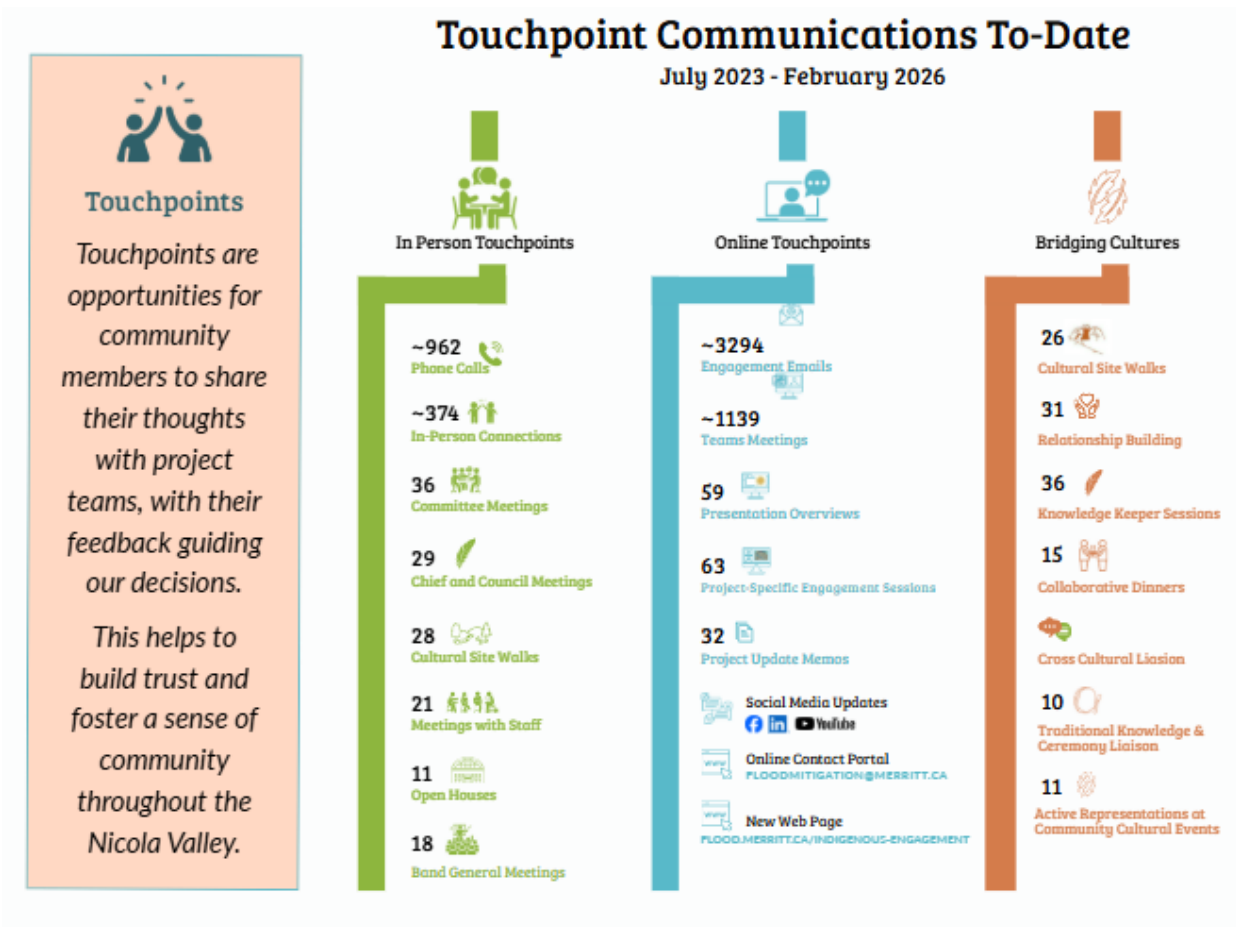 Touchpoint Communications To-Date
July 2023 - February 2026
Touchpoints
Touchpoints are
opportunities for
community
members to share
their thoughts
with project
teams, with their
feedback guiding
our decisions.
This helps to
build trust and
foster a sense of
community
throughout the
Nicola Valley.
In Person Touchpoints
~962
Phone Calls
~374
In-Person Connections
36
Committee Meetings
29
Chief and Council Meetings
28
Cultural Site Walks
21
Meetings with Staff
11
Open Houses
18
Band General Meetings
Online Touchpoints
~3294
Engagement Emails
~1139
Teams Meetings
59
Presentation Overviews
63
Project-Specific Engagement Sessions
32
Project Update Memos
Social Media Updates
YouTube
www
Online Contact Portal
FLOODMITIGATION@MERRITT.CA
www
New Web Page
FLOOD.MERRITT.CA/INDIGENOUS-ENGAGEMENT
Bridging Cultures
26
Cultural Site Walks
31
Relationship Building
36
Knowledge Keeper Sessions
15
Collaborative Dinners
Cross Cultural Liasion
10
Traditional Knowledge &
Ceremony Liaison
11
Active Representations at
Community Cultural Events